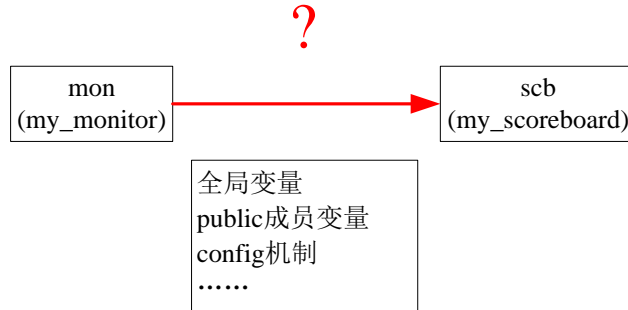 ?
mon
(my_monitor)
scb
(my_scoreboard)
全局变量
public成员变量
config机制
……